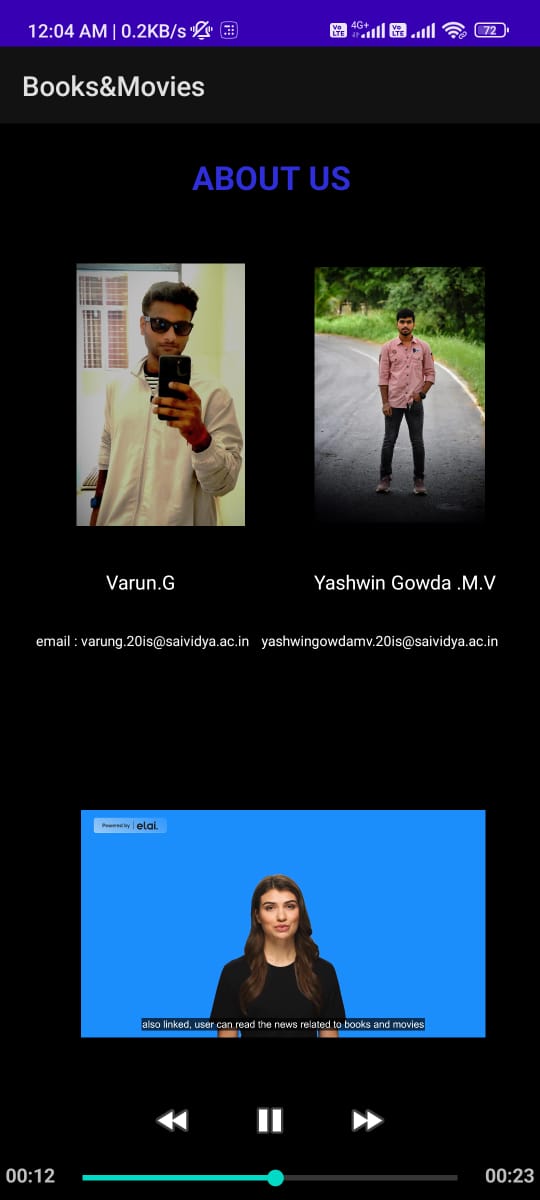 12:04 AM | 0.2KB/s
Vo LTE 4G+ Vo LTE 72
Books&Movies
ABOUT US
Varun.G
Yashwin Gowda .M.V
email : varung.20is@saividya.ac.in
yashwingowdamv.20is@saividya.ac.in
Powered by elai.
also linked, user can read the news related to books and movies
00:12
00:23